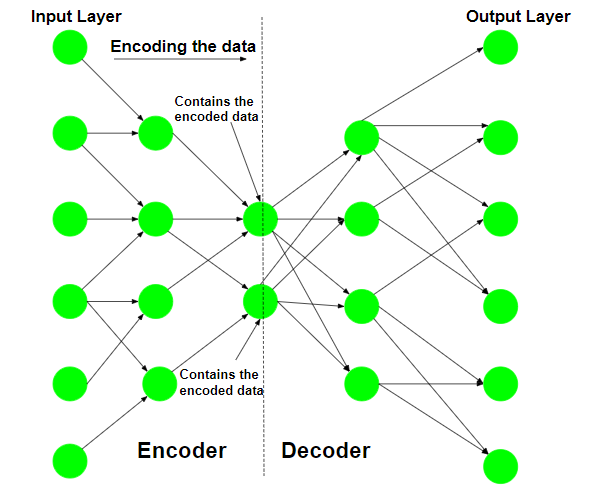 Input Layer
Output Layer
Encoding the data
Contains the
encoded data
Contains the
encoded data
Encoder
Decoder